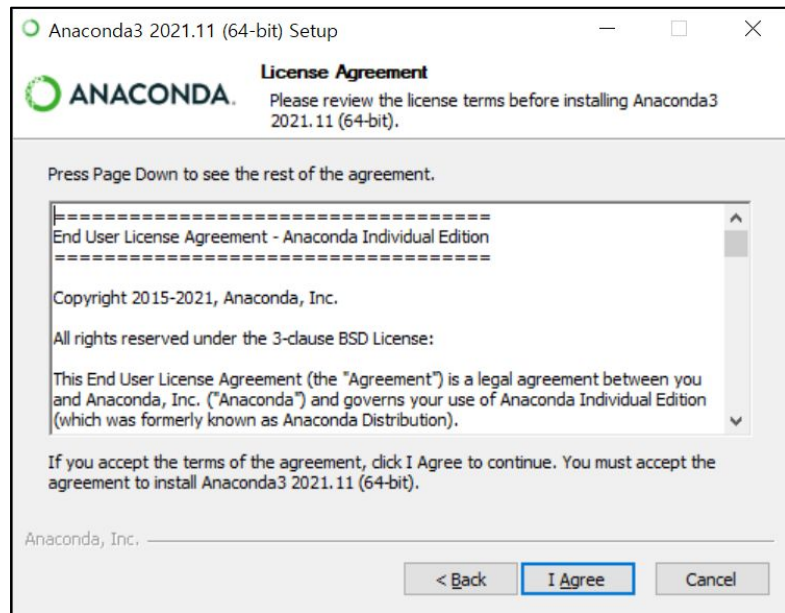 Anaconda3 2021.11 (64-bit) Setup
ANACONDA.
License Agreement
Please review the license terms before installing Anaconda3
2021.11 (64-bit).
Press Page Down to see the rest of the agreement.
===================================
End User License Agreement - Anaconda Individual Edition
===================================
Copyright 2015-2021, Anaconda, Inc.
All rights reserved under the 3-clause BSD License:
This End User License Agreement (the "Agreement") is a legal agreement between you
and Anaconda, Inc. ("Anaconda") and governs your use of Anaconda Individual Edition
(which was formerly known as Anaconda Distribution).
If you accept the terms of the agreement, click I Agree to continue. You must accept the
agreement to install Anaconda3 2021.11 (64-bit).
Anaconda, Inc.
< Back
I Agree
Cancel